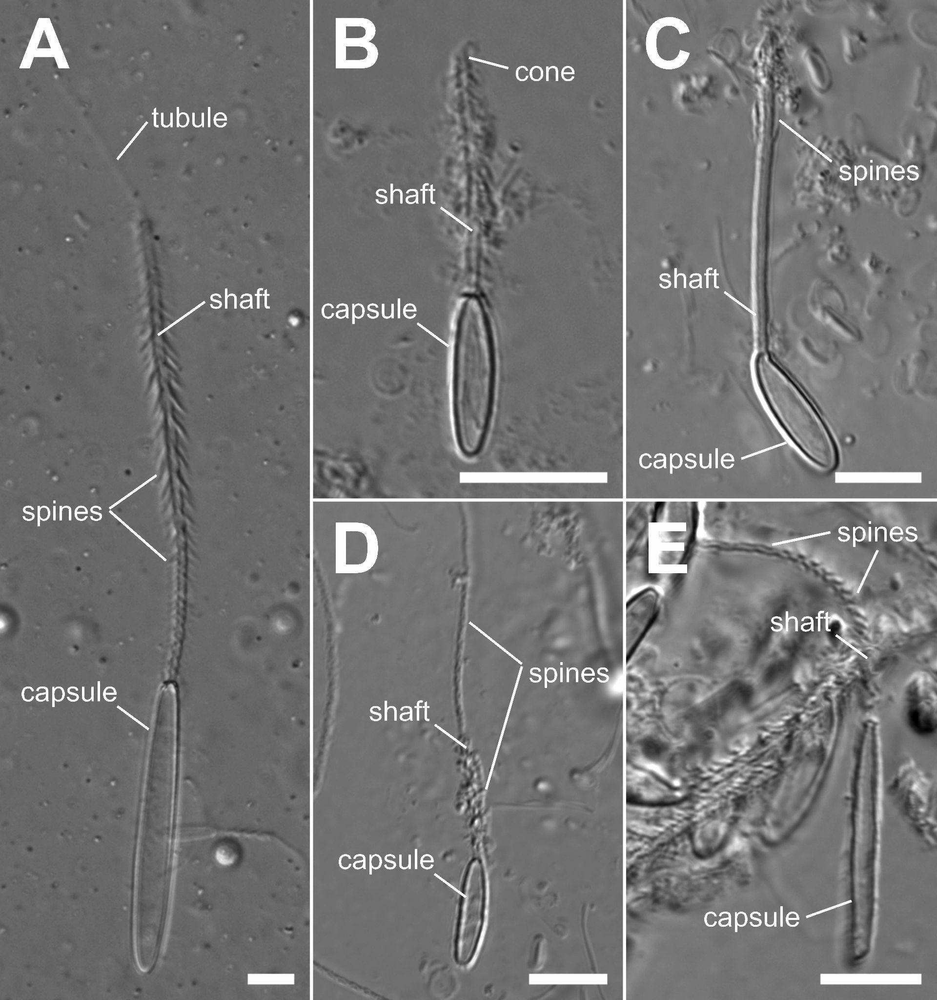 A
tubule
shaft
spines
capsule
B
cone
shaft
capsule
C
spines
shaft
capsule
D
spines
shaft
capsule
E
spines
shaft
capsule